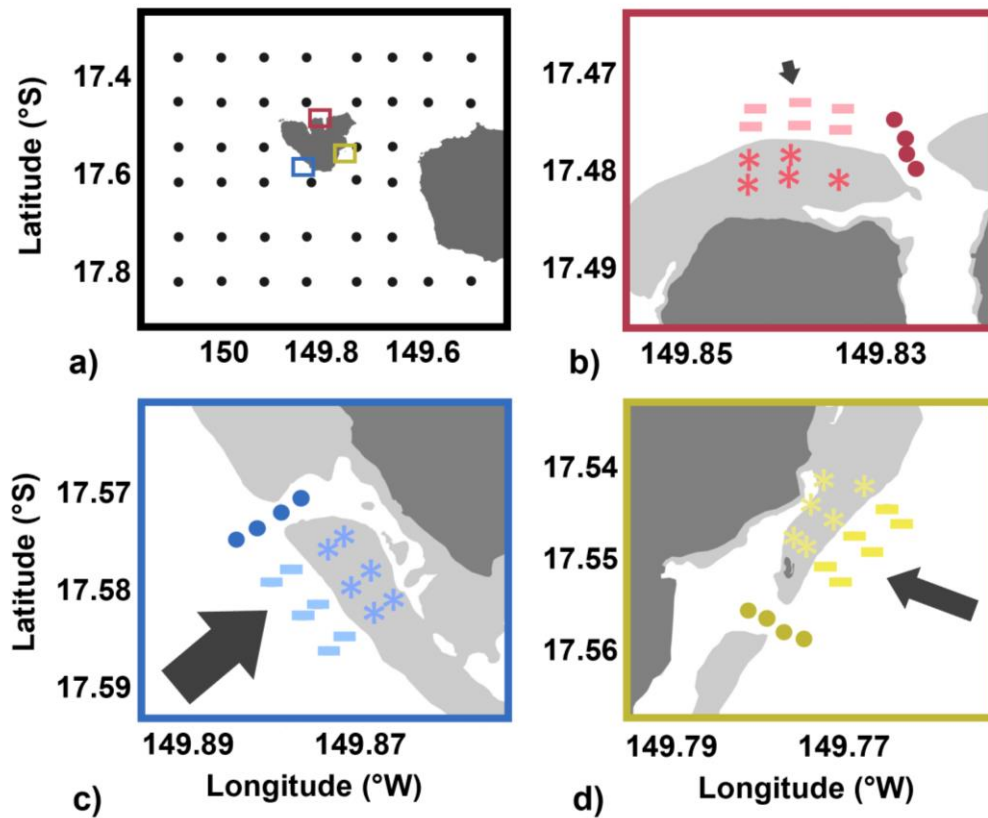 Latitude (°S)
17.4
17.6
17.8
150 149.8 149.6
a)
17.47
17.48
17.49
149.85 149.83
b)
Latitude (°S)
17.57
17.58
17.59
149.89 149.87
Longitude (°W)
c)
17.54
17.55
17.56
149.79 149.77
Longitude (°W)
d)